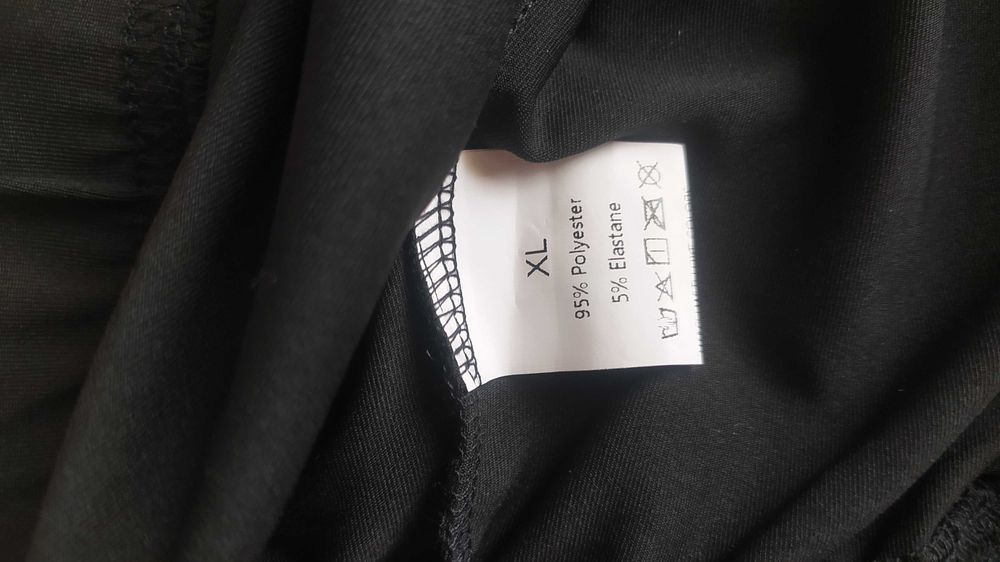 XL
95% Polyester
5% Elastane